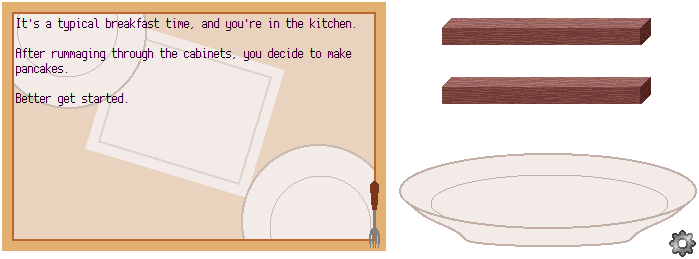 It's a typical breakfast time, and you're in the kitchen.
After rummaging through the cabinets, you decide to make
pancakes.
Better get started.